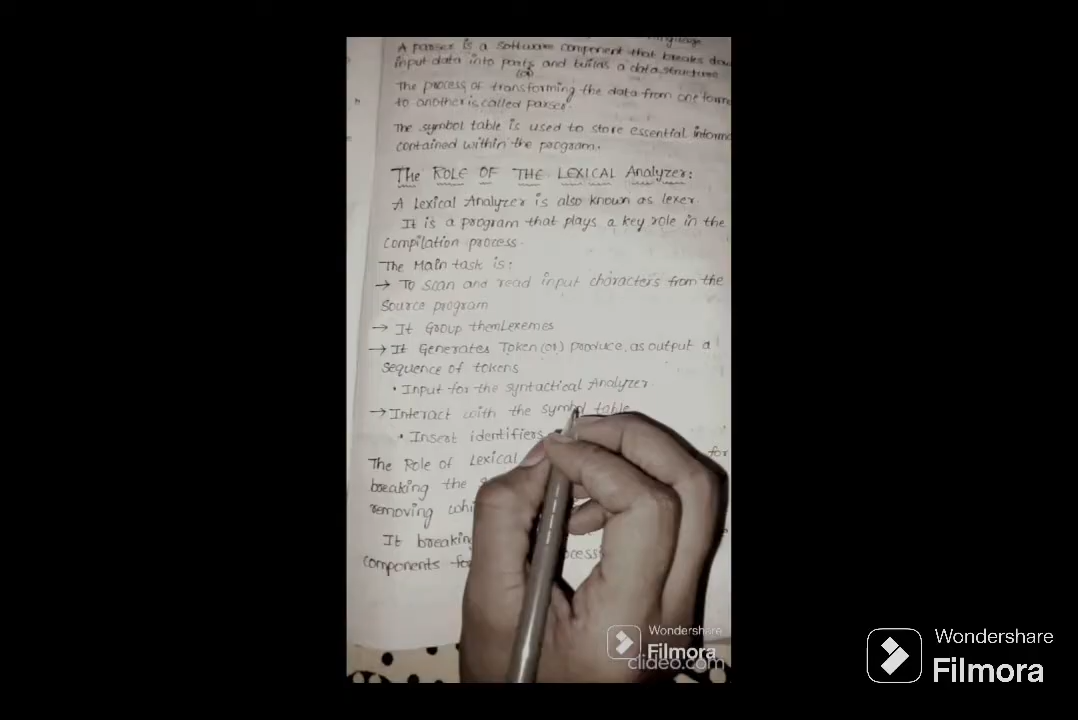 A parser is a software component that breaks dow
input data into parts and builds a data structure
(or)
The process of transforming the data from one form
to another is called parser.
The symbol table is used to store essential inform
contained within the program.
The ROLE OF THE LEXICAL Analyzer:
A Lexical Analyzer is also known as lexer.
It is a program that plays a key role in the
compilation process.
The Main task is:
→ To scan and read input characters from the
source program
→ It Group them Lexemes
→ It Generates Token (or) produce, as output a
sequence of tokens
• Input for the syntactical Analyzer
→ Interact with the symbol table
• Insert identifiers
The Role of Lexical for
breaking the
removing whi
It breaking
components fo
Wondershare
Filmora
clideo.com
Wondershare
Filmora